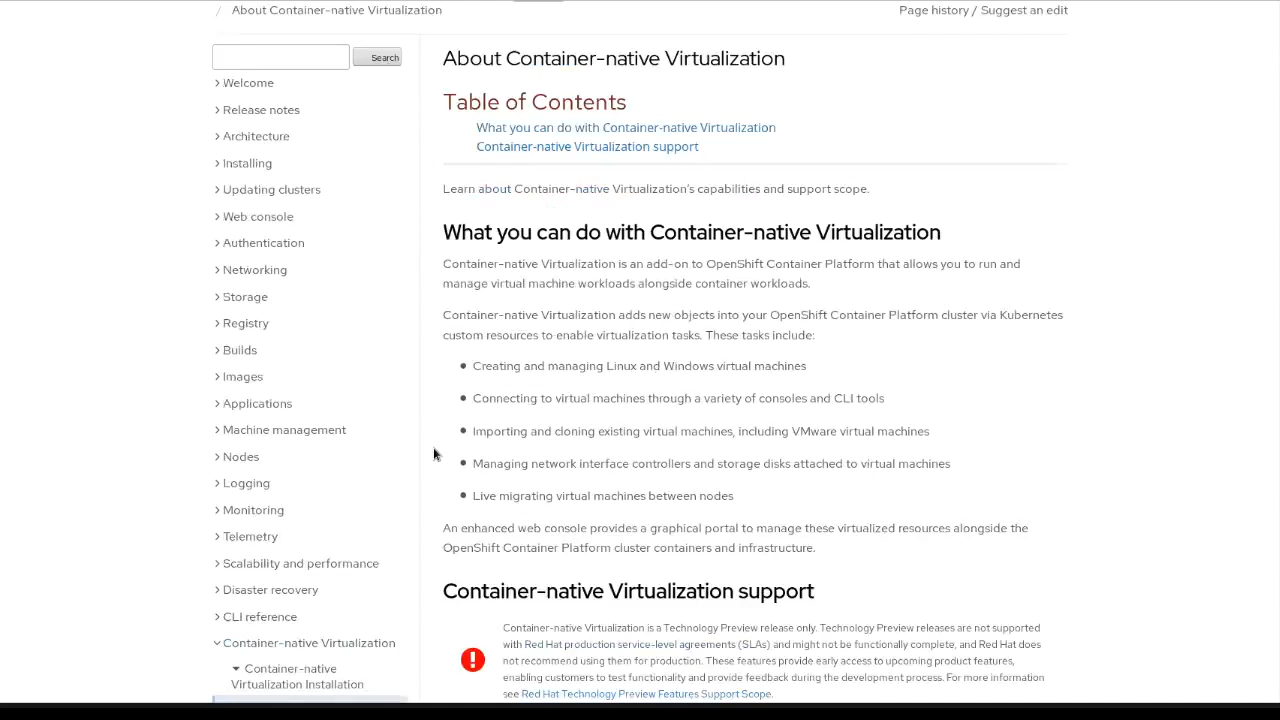 / About Container-native Virtualization
Page history / Suggest an edit
Search
Welcome
Release notes
Architecture
Installing
Updating clusters
Web console
Authentication
Networking
Storage
Registry
Builds
Images
Applications
Machine management
Nodes
Logging
Monitoring
Telemetry
Scalability and performance
Disaster recovery
CLI reference
Container-native Virtualization
Container-native
Virtualization Installation
About Container-native Virtualization
Table of Contents
What you can do with Container-native Virtualization
Container-native Virtualization support
Learn about Container-native Virtualization's capabilities and support scope.
What you can do with Container-native Virtualization
Container-native Virtualization is an add-on to OpenShift Container Platform that allows you to run and
manage virtual machine workloads alongside container workloads.
Container-native Virtualization adds new objects into your OpenShift Container Platform cluster via Kubernetes
custom resources to enable virtualization tasks. These tasks include:
Creating and managing Linux and Windows virtual machines
Connecting to virtual machines through a variety of consoles and CLI tools
Importing and cloning existing virtual machines, including VMware virtual machines
Managing network interface controllers and storage disks attached to virtual machines
Live migrating virtual machines between nodes
An enhanced web console provides a graphical portal to manage these virtualized resources alongside the
OpenShift Container Platform cluster containers and infrastructure.
Container-native Virtualization support
Container-native Virtualization is a Technology Preview release only. Technology Preview releases are not supported
with Red Hat production service-level agreements (SLAs) and might not be functionally complete, and Red Hat does
not recommend using them for production. These features provide early access to upcoming product features,
enabling customers to test functionality and provide feedback during the development process. For more information
see Red Hat Technology Preview Features Support Scope.